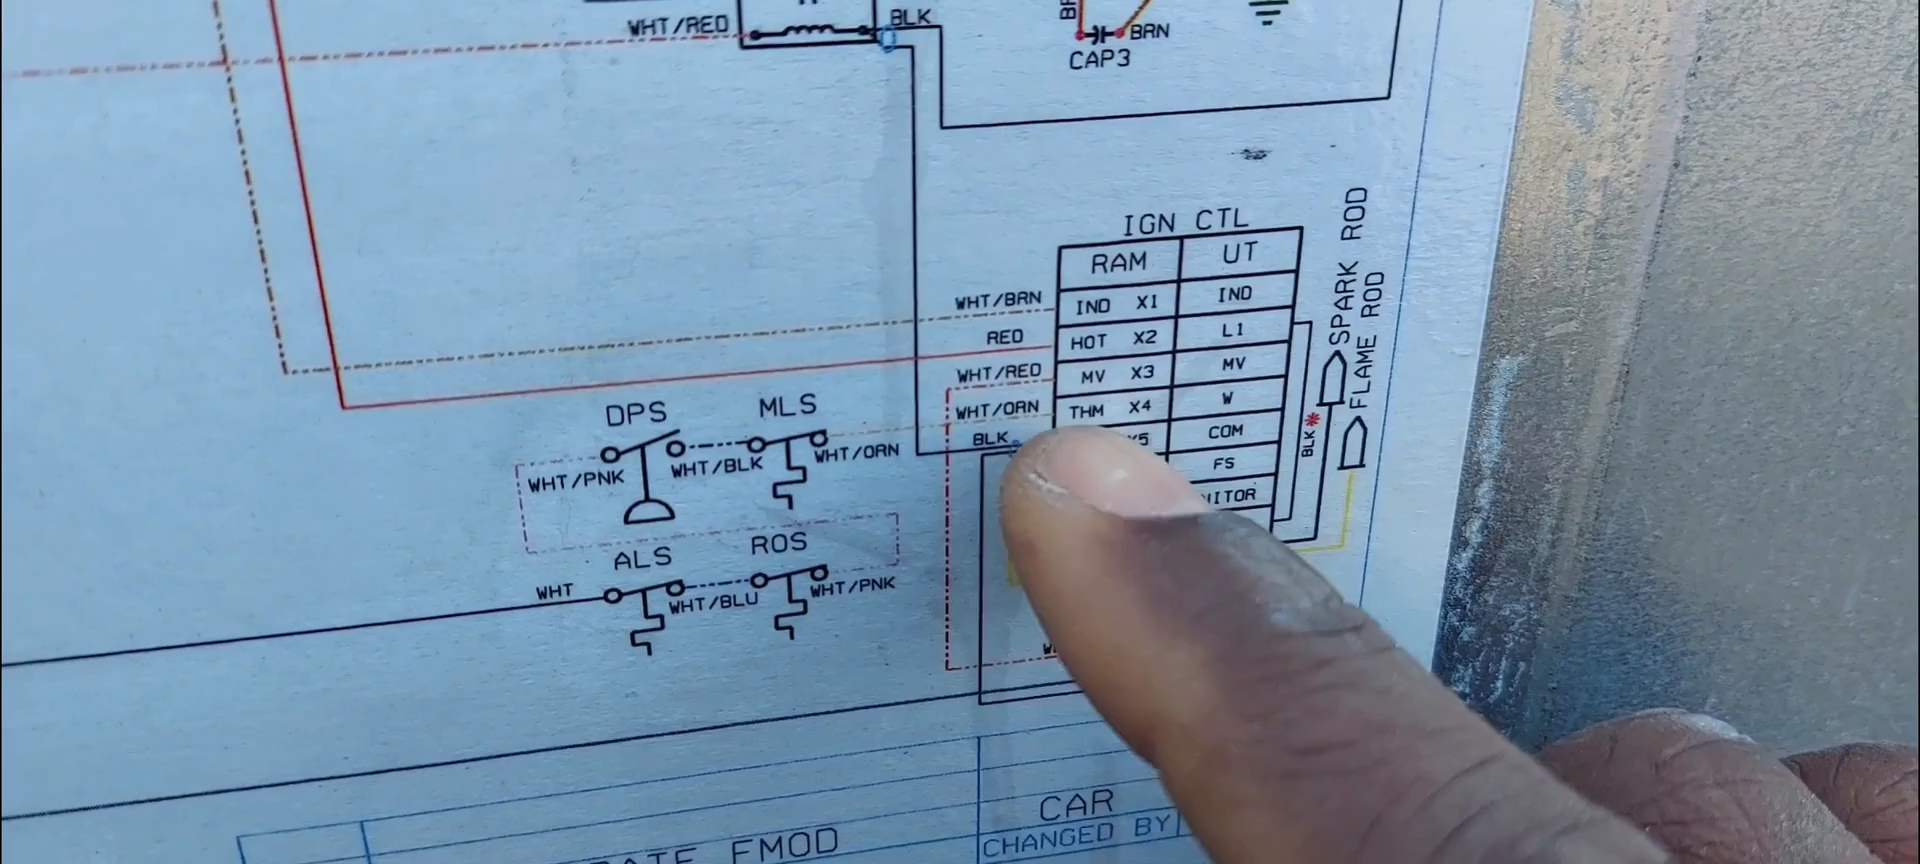 WHT/RED
BLK
BRN
CAP3
IGN CTL
RAM UT
WHT/BRN IND X1 IND
RED HOT X2 L1
WHT/RED MV X3 MV
WHT/ORN THM X4 W
BLK X5 COM
FS
SPARK ROD
FLAME ROD
BLK*
DPS MLS
WHT/PNK WHT/BLK WHT/ORN
ALS ROS
WHT WHT/BLU WHT/PNK
CAR
FMOD CHANGED BY